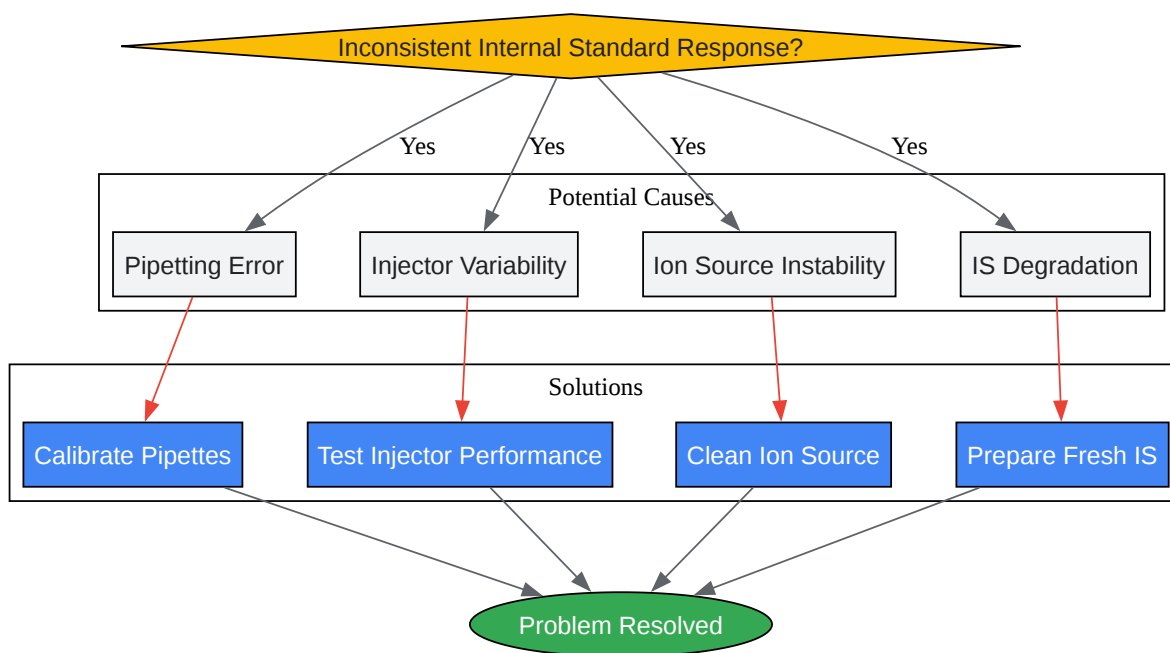 Inconsistent Internal Standard Response?
Yes
Yes
Yes
Yes
Potential Causes
Pipetting Error
Injector Variability
Ion Source Instability
IS Degradation
Solutions
Calibrate Pipettes
Test Injector Performance
Clean Ion Source
Prepare Fresh IS
Problem Resolved